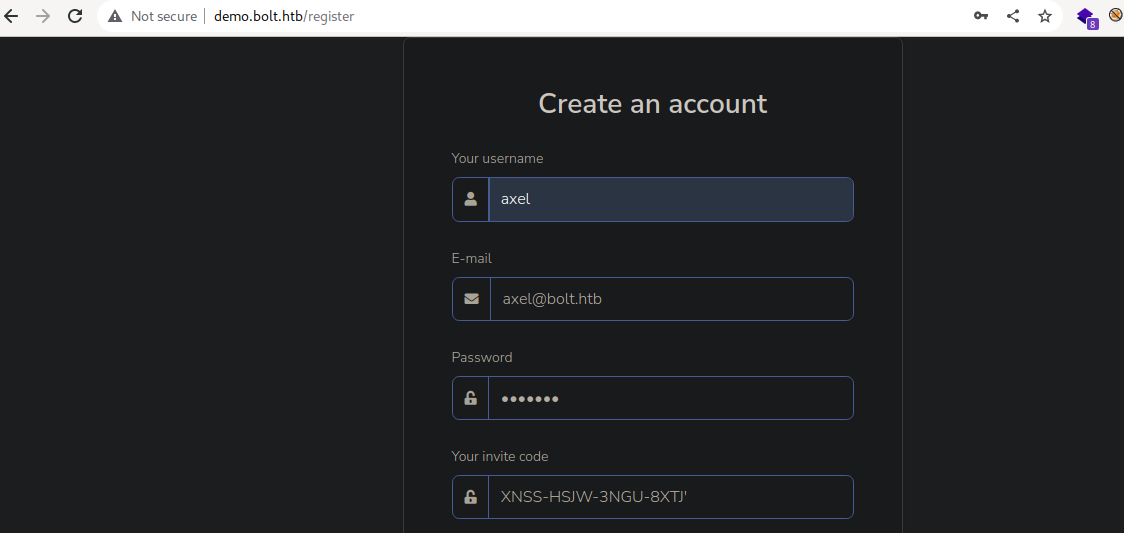 Not secure demo.bolt.htb/register
8
Create an account
Your username
axel
E-mail
axel@bolt.htb
Password
•••••••
Your invite code
XNSS-HSJW-3NGU-8XTJ'